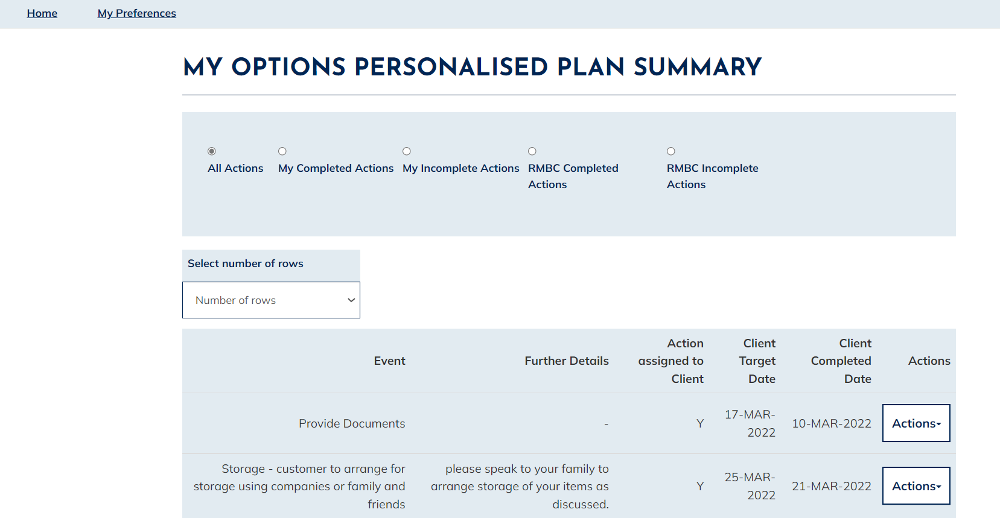 Home My Preferences
MY OPTIONS PERSONALISED PLAN SUMMARY
All Actions My Completed Actions My Incomplete Actions RMBC Completed Actions RMBC Incomplete Actions
Select number of rows
Number of rows
Event Further Details Action assigned to Client Client Target Date Client Completed Date Actions
Provide Documents - Y 17-MAR-2022 10-MAR-2022 Actions
Storage - customer to arrange for storage using companies or family and friends please speak to your family to arrange storage of your items as discussed. Y 25-MAR-2022 21-MAR-2022 Actions